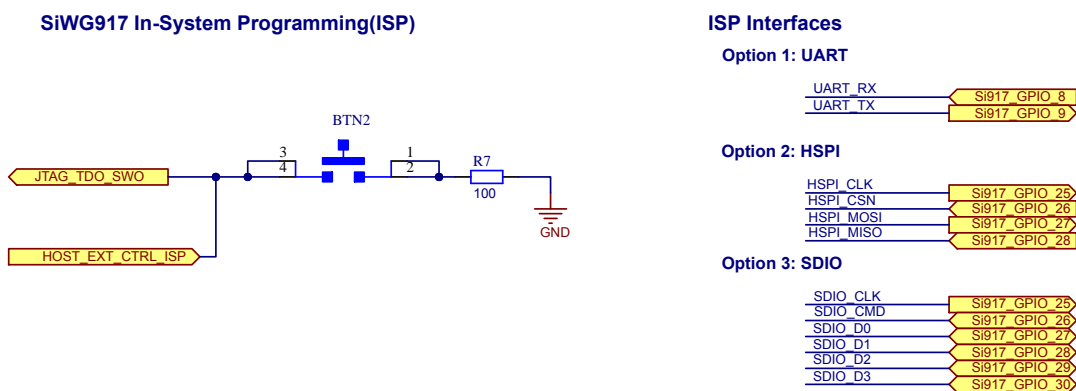 SiWG917 In-System Programming(ISP)
BTN2
3
4
1
2
R7
100
JTAG_TDO_SWO
HOST_EXT_CTRL_ISP
GND
ISP Interfaces
Option 1: UART
UART_RX Si917_GPIO_8
UART_TX Si917_GPIO_9
Option 2: HSPI
HSPI_CLK Si917_GPIO_25
HSPI_CSN Si917_GPIO_26
HSPI_MOSI Si917_GPIO_27
HSPI_MISO Si917_GPIO_28
Option 3: SDIO
SDIO_CLK Si917_GPIO_25
SDIO_CMD Si917_GPIO_26
SDIO_D0 Si917_GPIO_27
SDIO_D1 Si917_GPIO_28
SDIO_D2 Si917_GPIO_29
SDIO_D3 Si917_GPIO_30